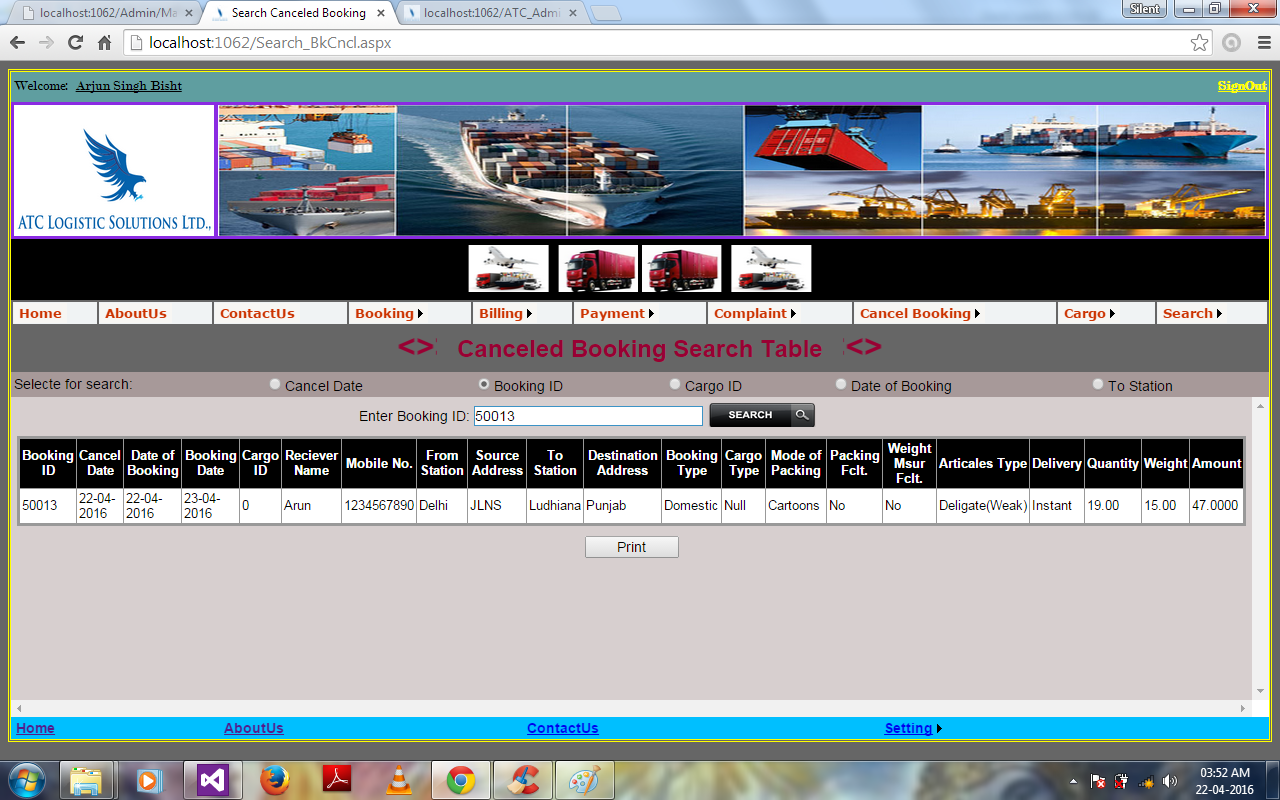 localhost:1062/Admin/Ma
Search Canceled Booking
localhost:1062/ATC_Admi
Silent
localhost:1062/Search_BkCncl.aspx
Welcome: Arjun Singh Bisht
SignOut
ATC LOGISTIC SOLUTIONS LTD.,
Home AboutUs ContactUs Booking Billing Payment Complaint Cancel Booking Cargo Search
<> Canceled Booking Search Table <>
Selecte for search: Cancel Date Booking ID Cargo ID Date of Booking To Station
Enter Booking ID: 50013 SEARCH
Booking ID Cancel Date Date of Booking Booking Date Cargo ID Reciever Name Mobile No. From Station Source Address To Station Destination Address Booking Type Cargo Type Mode of Packing Packing Fclt. Weight Msur Fclt. Articales Type Delivery Quantity Weight Amount
50013 22-04-2016 22-04-2016 23-04-2016 0 Arun 1234567890 Delhi JLNS Ludhiana Punjab Domestic Null Cartoons No No Deligate(Weak) Instant 19.00 15.00 47.0000
Print
Home AboutUs ContactUs Setting
03:52 AM
22-04-2016